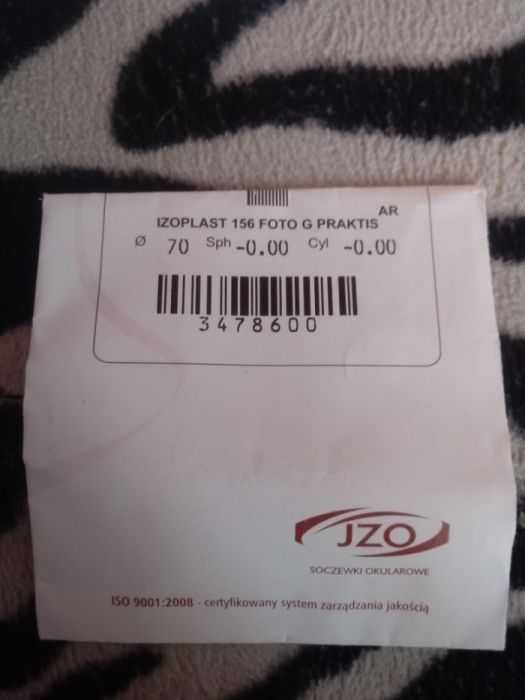 AR
IZOPLAST 156 FOTO G PRAKTIS
Ø 70 Sph -0.00 Cyl -0.00
3478600
JZO
SOCZEWKI OKULAROWE
ISO 9001:2008 - certyfikowany system zarządzania jakością